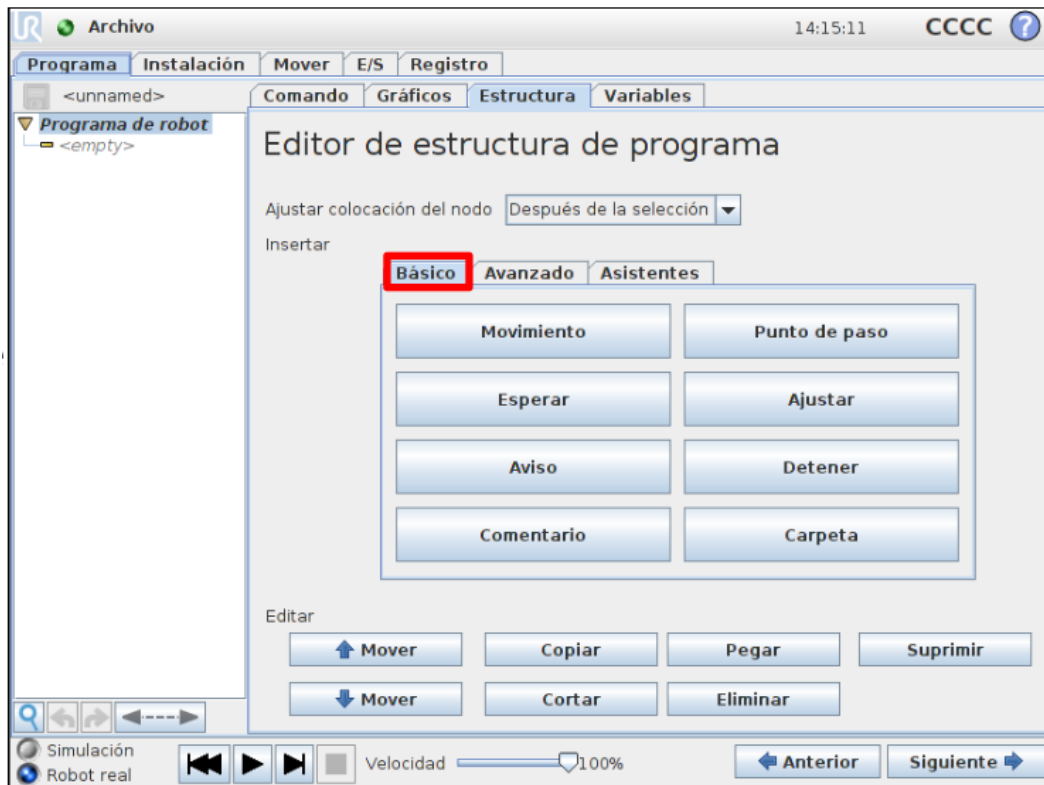 UR Archivo 14:15:11 CCCC ?
Programa Instalación Mover E/S Registro
<unnamed> Comando Gráficos Estructura Variables
Programa de robot
<empty>
Editor de estructura de programa
Ajustar colocación del nodo Después de la selección
Insertar
Básico Avanzado Asistentes
Movimiento Punto de paso
Esperar Ajustar
Aviso Detener
Comentario Carpeta
Editar
Mover Copiar Pegar Suprimir
Mover Cortar Eliminar
Simulación
Robot real
Velocidad 100% Anterior Siguiente